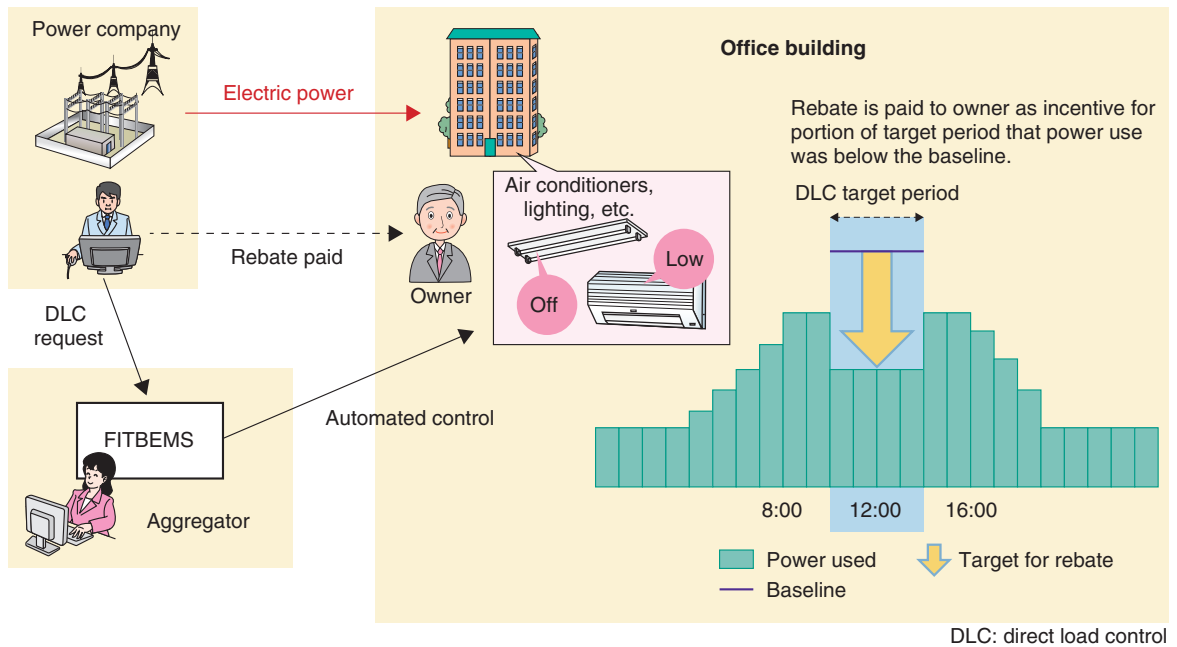 Power company
Electric power
Office building
Rebate is paid to owner as incentive for
portion of target period that power use
was below the baseline.
DLC target period
Air conditioners,
lighting, etc.
Low
Off
Rebate paid
Owner
DLC
request
Automated control
FITBEMS
Aggregator
8:00
12:00
16:00
Power used
Target for rebate
Baseline
DLC: direct load control